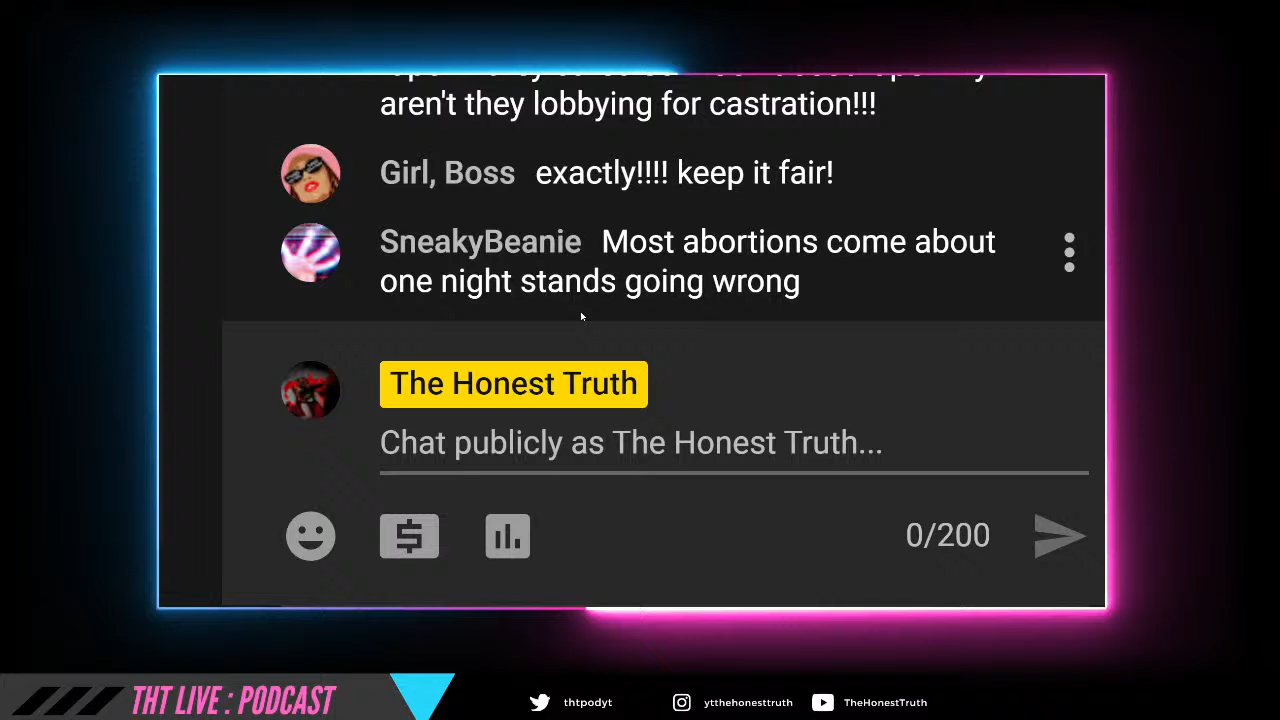 aren't they lobbying for castration!!!
Girl, Boss exactly!!!! keep it fair!
SneakyBeanie Most abortions come about
one night stands going wrong
The Honest Truth
Chat publicly as The Honest Truth...
0/200
THT LIVE : PODCAST
thtpodyt
ytthehonesttruth
TheHonestTruth